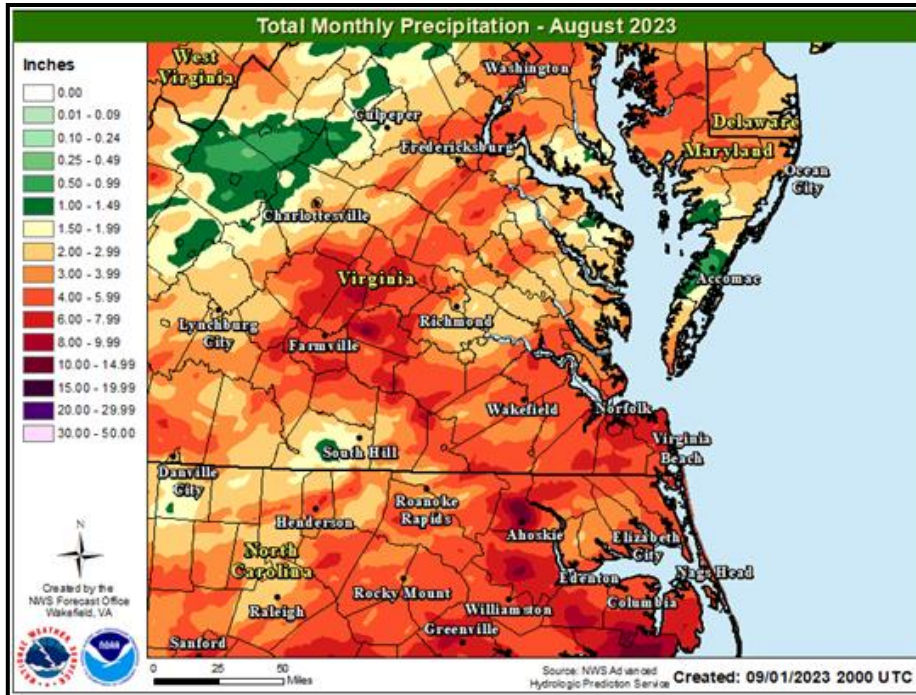 Total Monthly Precipitation - August 2023
Inches
0.00
0.01 - 0.09
0.10 - 0.24
0.25 - 0.49
0.50 - 0.99
1.00 - 1.49
1.50 - 1.99
2.00 - 2.99
3.00 - 3.99
4.00 - 5.99
6.00 - 7.99
8.00 - 9.99
10.00 - 14.99
15.00 - 19.99
20.00 - 29.99
30.00 - 50.00
West
Virginia
Washington
Culpeper
Fredericksburg
Delaware
Maryland
Ocean
City
Charlottesville
Virginia
Accomac
Lynchburg
City
Richmond
Farmville
Wakefield
Norfolk
Virginia
Beach
South Hill
Danville
City
Roanoke
Rapids
Henderson
Ahoskie
Elizabeth
City
North
Carolina
Edenton
Nags Head
Rocky Mount
Raleigh
Williamston
Columbia
Greenville
Sanford
N
Created by the
NWS Forecast Office
Wakefield, VA
NATIONAL WEATHER SERVICE
noaa
0 25 50
Miles
Source: NWS Advanced
Hydrologic Prediction Service
Created: 09/01/2023 2000 UTC